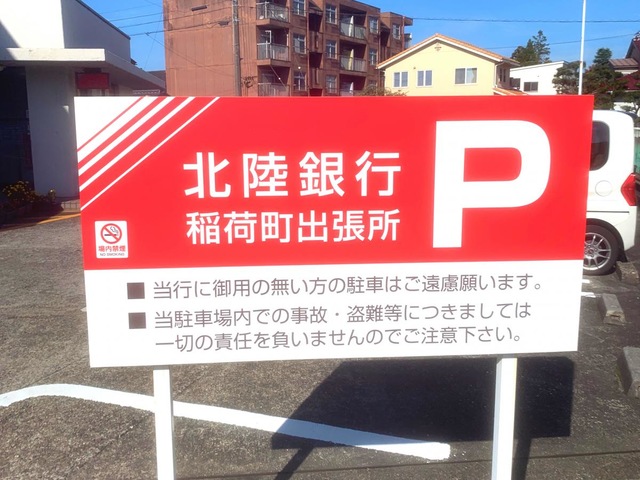 北陸銀行
稲荷町出張所
P
場内禁煙
NO SMOKING
■ 当行に御用の無い方の駐車はご遠慮願います。
■ 当駐車場内での事故・盗難等につきましては
一切の責任を負いませんのでご注意下さい。